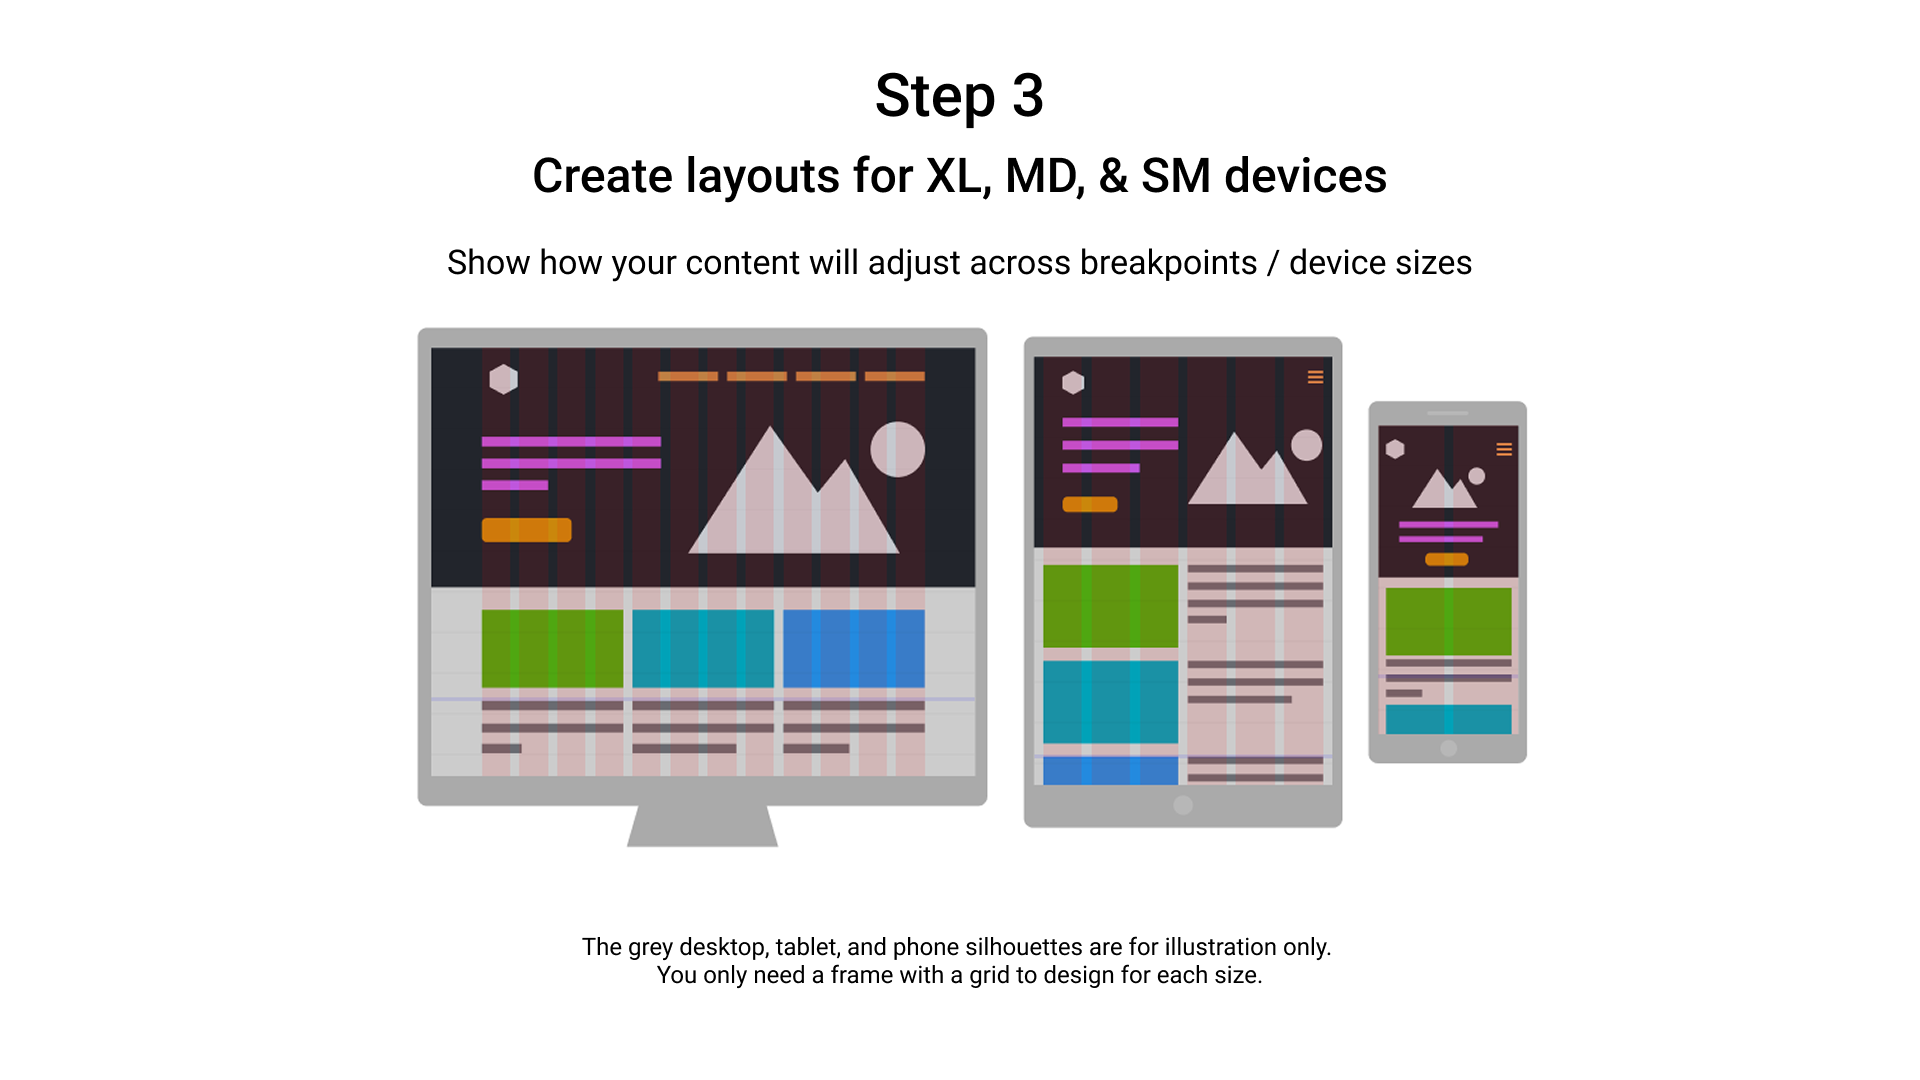 Step 3
Create layouts for XL, MD, & SM devices
Show how your content will adjust across breakpoints / device sizes
The grey desktop, tablet, and phone silhouettes are for illustration only.
You only need a frame with a grid to design for each size.